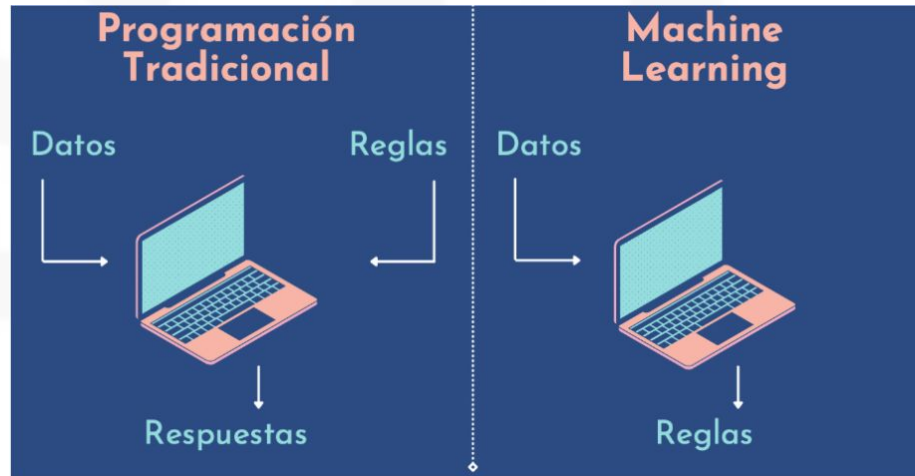 Programación
Tradicional
Datos
Reglas
Respuestas
Machine
Learning
Datos
Reglas